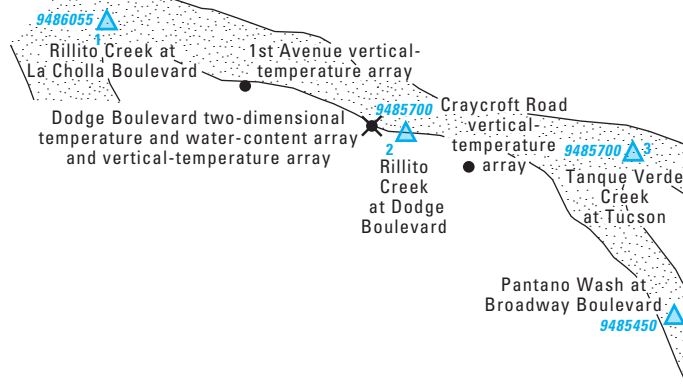 9486055
1
Rillito Creek at
La Cholla Boulevard
1st Avenue vertical-
temperature array
Dodge Boulevard two-dimensional
temperature and water-content array
and vertical-temperature array
9485700
2
Rillito
Creek
at Dodge
Boulevard
Craycroft Road
vertical-
temperature
array
9485700
3
Tanque Verde
Creek
at Tucson
Pantano Wash at
Broadway Boulevard
9485450